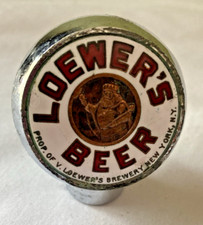 LOEWER'S
BEER
PROP. OF V. LOEWER'S BREWERY, NEW YORK, N.Y.